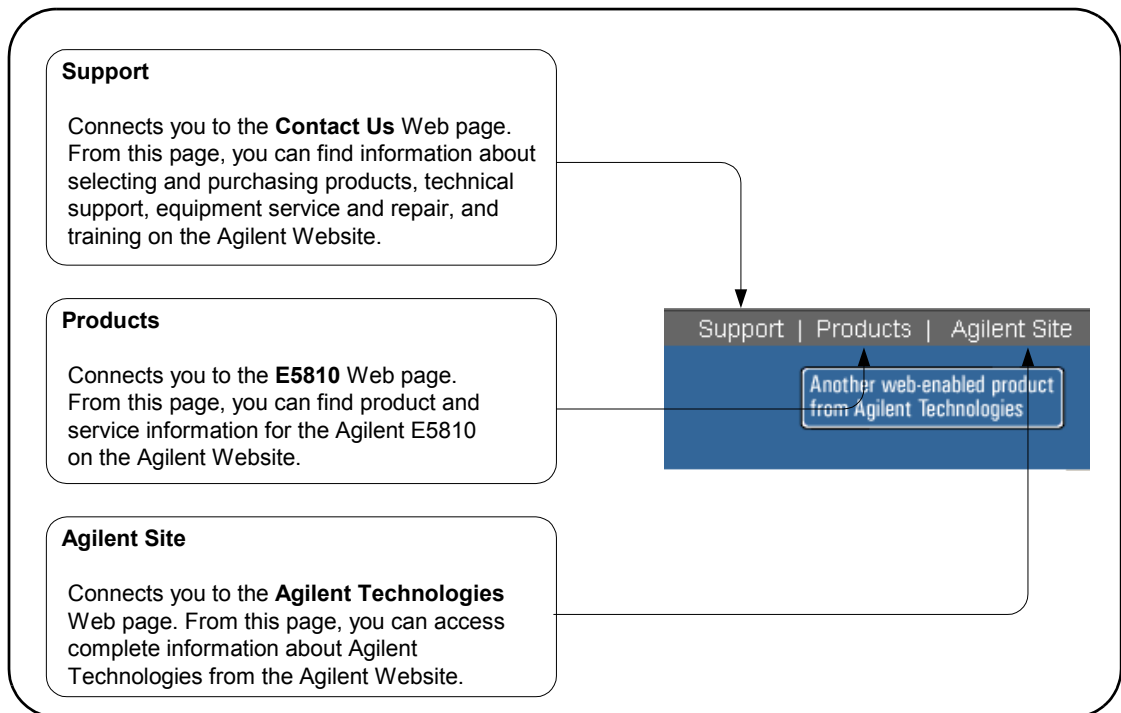 Support
Connects you to the Contact Us Web page.
From this page, you can find information about
selecting and purchasing products, technical
support, equipment service and repair, and
training on the Agilent Website.
Products
Connects you to the E5810 Web page.
From this page, you can find product and
service information for the Agilent E5810
on the Agilent Website.
Agilent Site
Connects you to the Agilent Technologies
Web page. From this page, you can access
complete information about Agilent
Technologies from the Agilent Website.
Support | Products | Agilent Site
Another web-enabled product
from Agilent Technologies